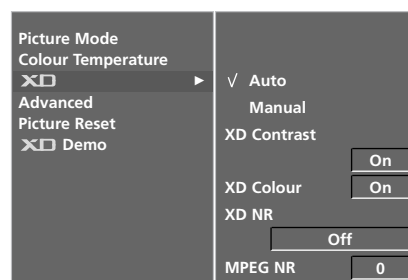 Picture Mode
Colour Temperature
XD
Advanced
Picture Reset
XD Demo
√ Auto
Manual
XD Contrast
On
XD Colour On
XD NR
Off
MPEG NR 0